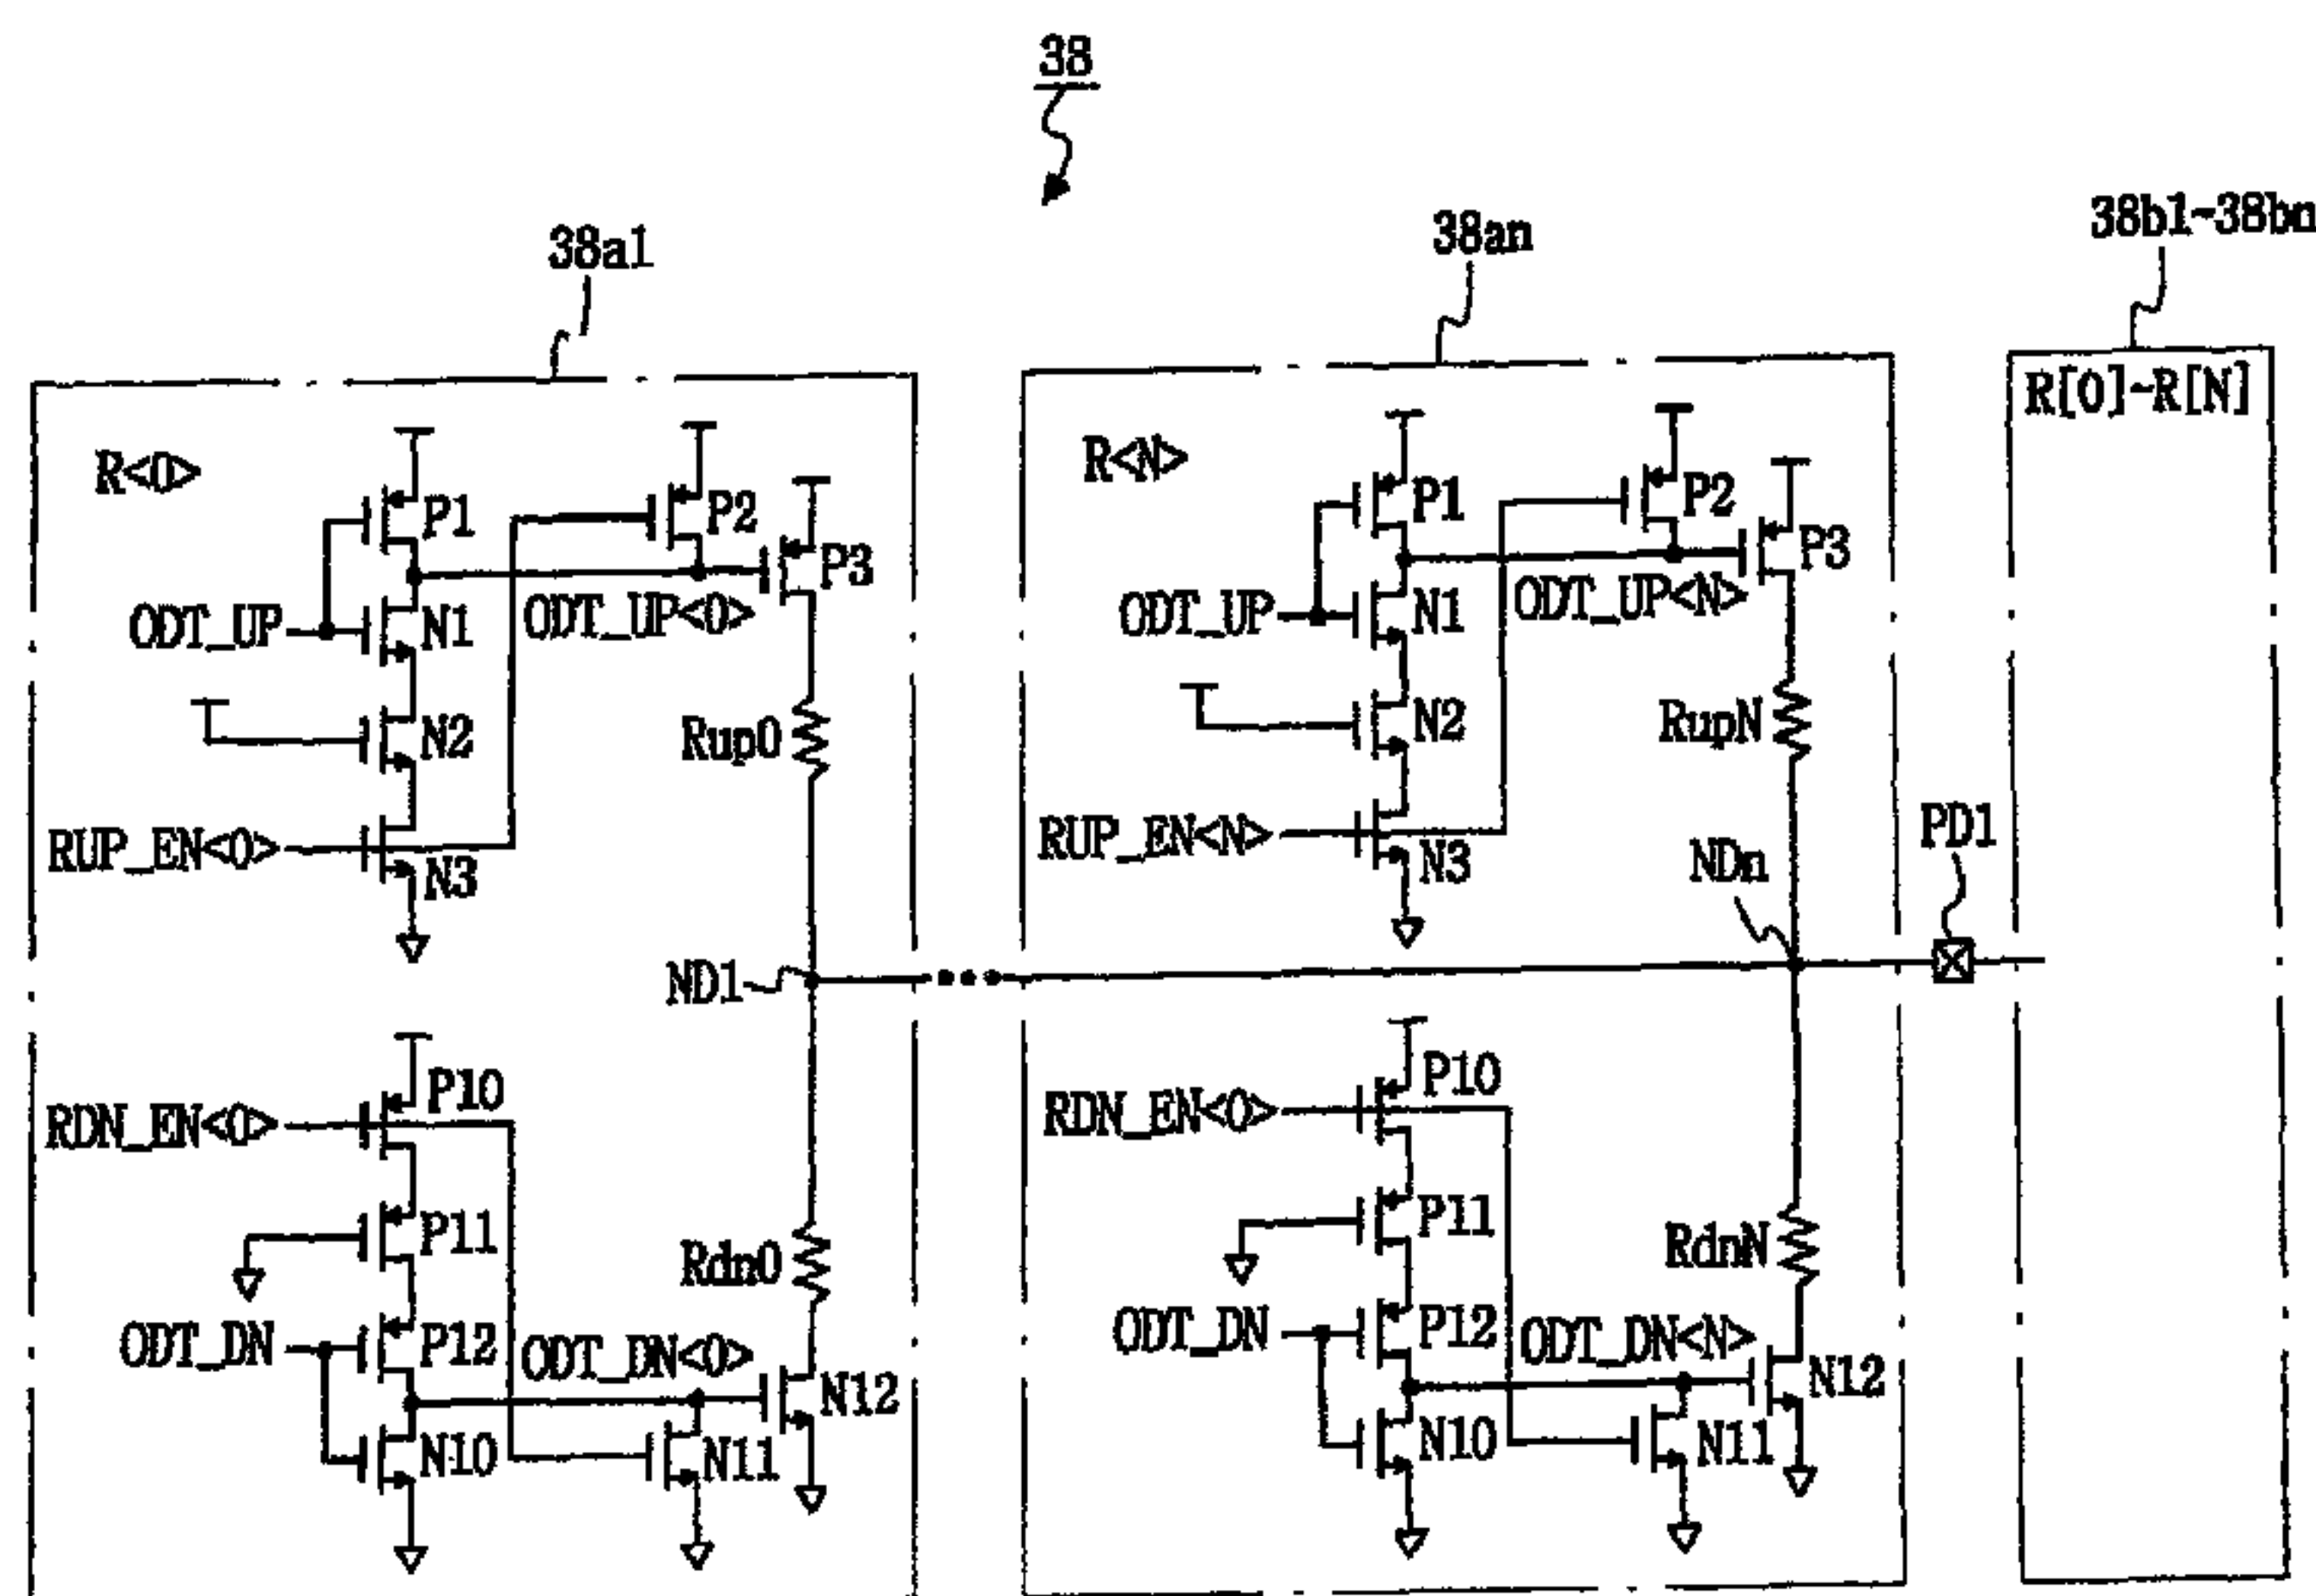 38
38a1
38an
38b1~38bn
R<0>
P1
P2
P3
ODT_UP
N1
ODT_UP<0>
N2
Rup0
RUP_EN<0>
N3
ND1
RDN_EN<0>
P10
P11
Rdn0
ODT_DN
P12
ODT_DN<0>
N12
N10
N11
R<N>
P1
P2
P3
ODT_UP
N1
ODT_UP<N>
N2
RupN
RUP_EN<N>
N3
NDn
PD1
RDN_EN<0>
P10
P11
RdnN
ODT_DN
P12
ODT_DN<N>
N12
N10
N11
R[0]~R[N]